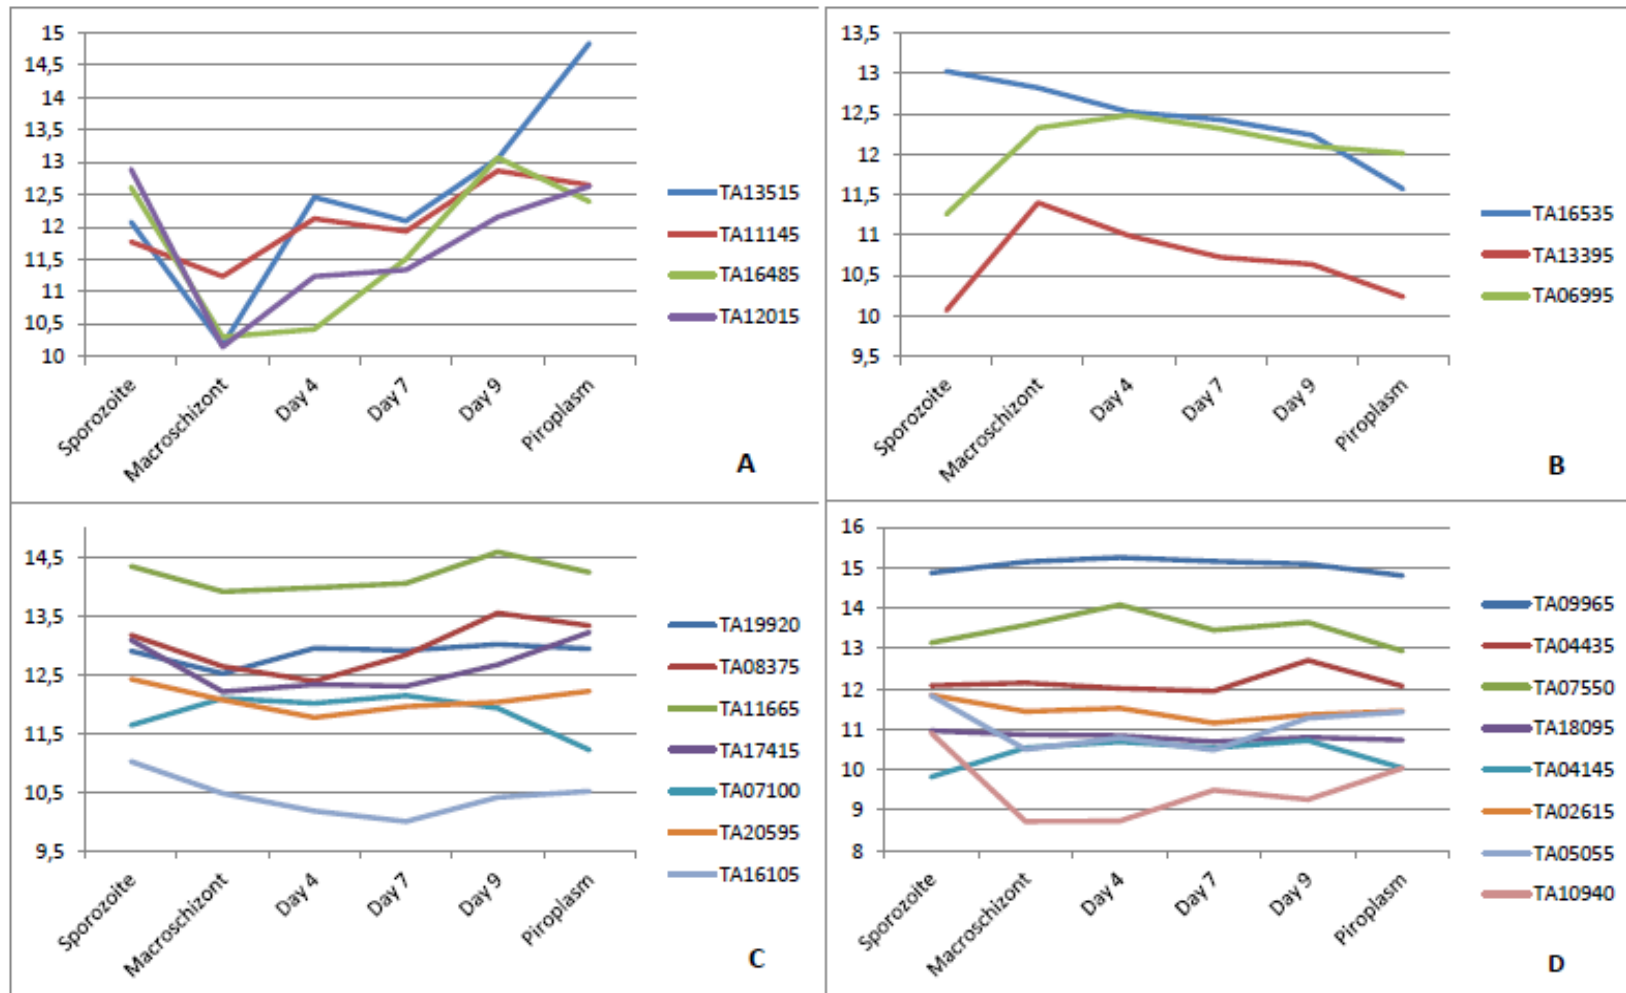 15
14,5
14
13,5
13
12,5
12
11,5
11
10,5
10
Sporozoite
Macroschizont
Day 4
Day 7
Day 9
Piroplasm
TA13515
TA11145
TA16485
TA12015
A
13,5
13
12,5
12
11,5
11
10,5
10
9,5
Sporozoite
Macroschizont
Day 4
Day 7
Day 9
Piroplasm
TA16535
TA13395
TA06995
B
14,5
13,5
12,5
11,5
10,5
9,5
Sporozoite
Macroschizont
Day 4
Day 7
Day 9
Piroplasm
TA19920
TA08375
TA11665
TA17415
TA07100
TA20595
TA16105
C
16
15
14
13
12
11
10
9
8
Sporozoite
Macroschizont
Day 4
Day 7
Day 9
Piroplasm
TA09965
TA04435
TA07550
TA18095
TA04145
TA02615
TA05055
TA10940
D